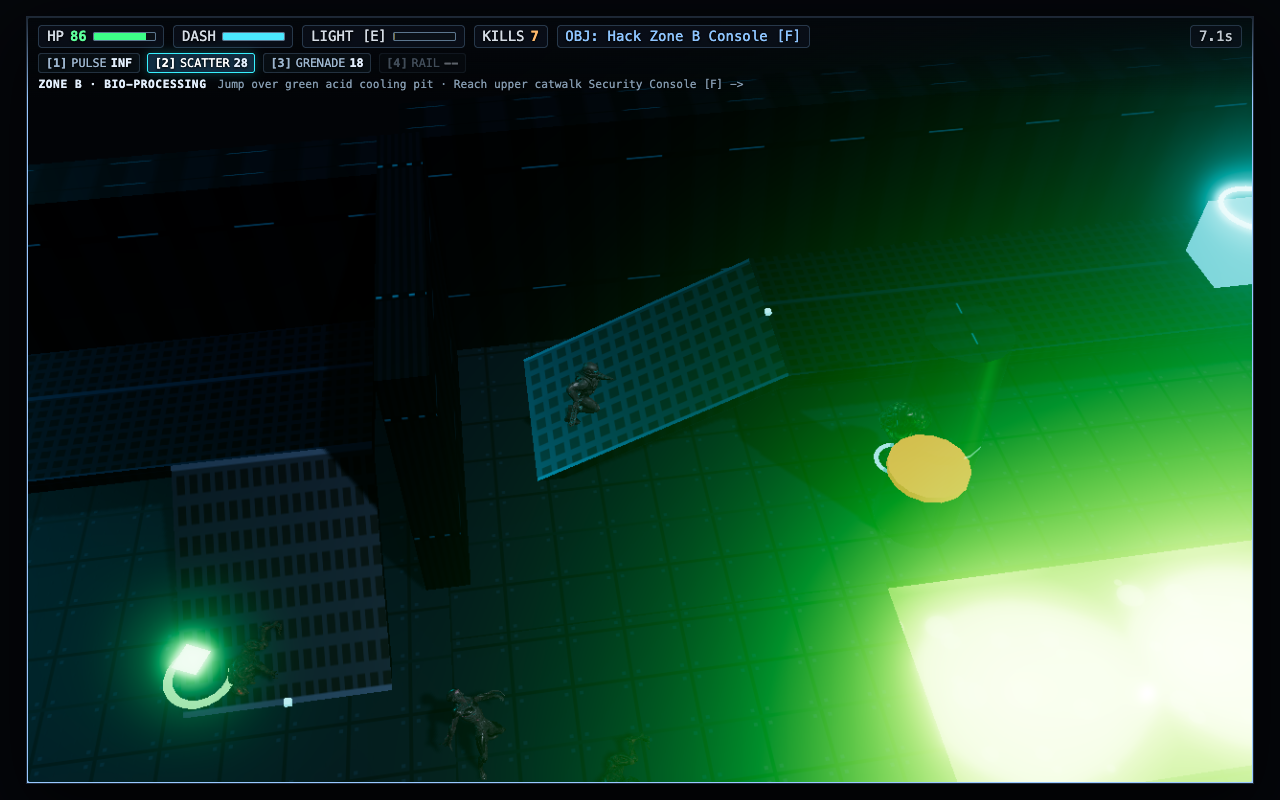 HP 86 DASH LIGHT [E] KILLS 7 OBJ: Hack Zone B Console [F] 7.1s
[1] PULSE INF [2] SCATTER 28 [3] GRENADE 18 [4] RAIL --
ZONE B · BIO-PROCESSING Jump over green acid cooling pit · Reach upper catwalk Security Console [F] ->